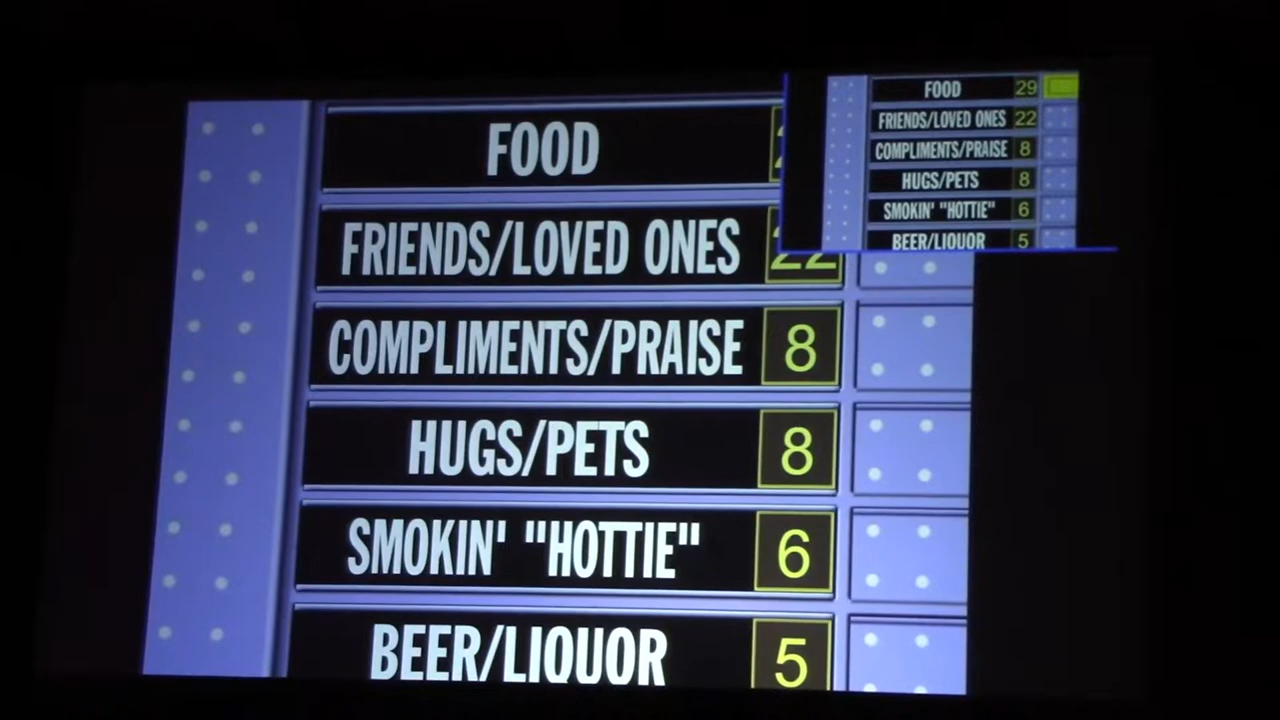 FOOD
FRIENDS/LOVED ONES 22
COMPLIMENTS/PRAISE 8
HUGS/PETS 8
SMOKIN' "HOTTIE" 6
BEER/LIQUOR 5
FOOD 29
FRIENDS/LOVED ONES 22
COMPLIMENTS/PRAISE 8
HUGS/PETS 8
SMOKIN' "HOTTIE" 6
BEER/LIQUOR 5